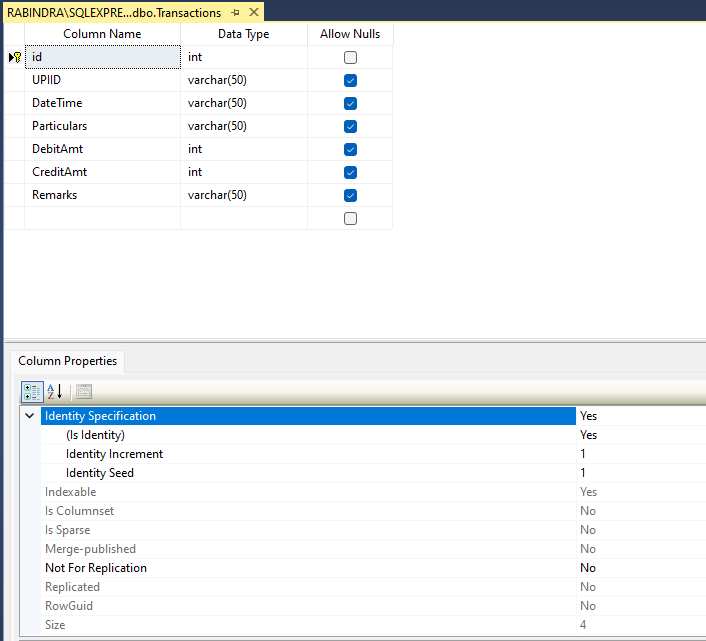 RABINDRA\SQLEXPRE...dbo.Transactions
Column Name Data Type Allow Nulls
id int
UPIID varchar(50)
DateTime varchar(50)
Particulars varchar(50)
DebitAmt int
CreditAmt int
Remarks varchar(50)
Column Properties
Identity Specification Yes
(Is Identity) Yes
Identity Increment 1
Identity Seed 1
Indexable Yes
Is Columnset No
Is Sparse No
Merge-published No
Not For Replication No
Replicated No
RowGuid No
Size 4